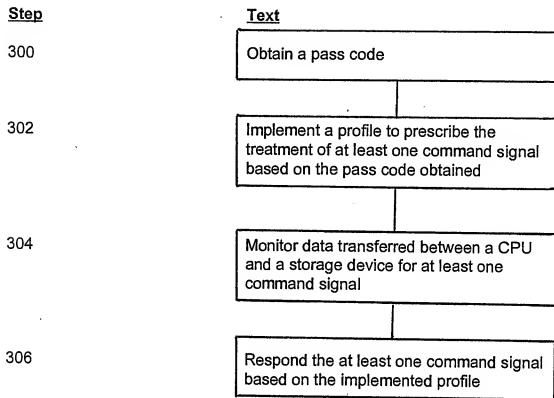 Step Text
300 Obtain a pass code
302 Implement a profile to prescribe the
treatment of at least one command signal
based on the pass code obtained
304 Monitor data transferred between a CPU
and a storage device for at least one
command signal
306 Respond the at least one command signal
based on the implemented profile